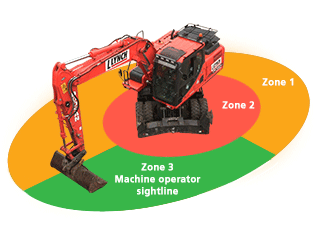 LYNCH
Zone 1
Zone 2
Zone 3
Machine operator
sightline